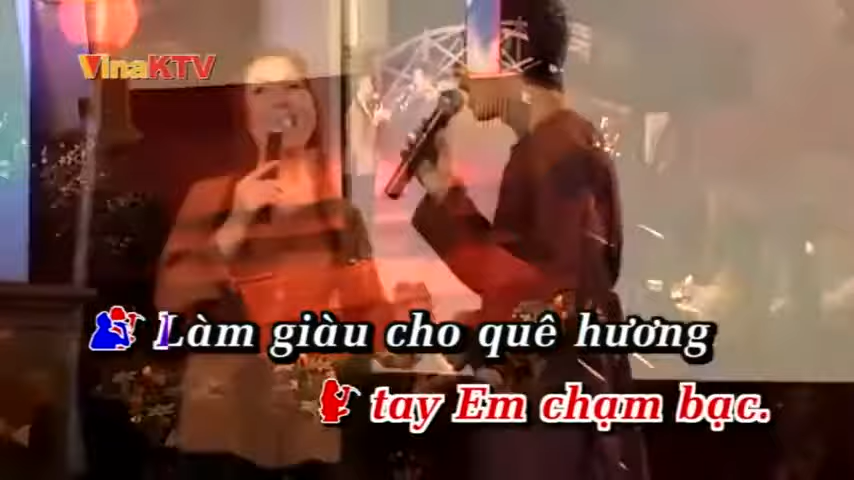 VinaKTV
Làm giàu cho quê hương
tay Em chạm bạc.